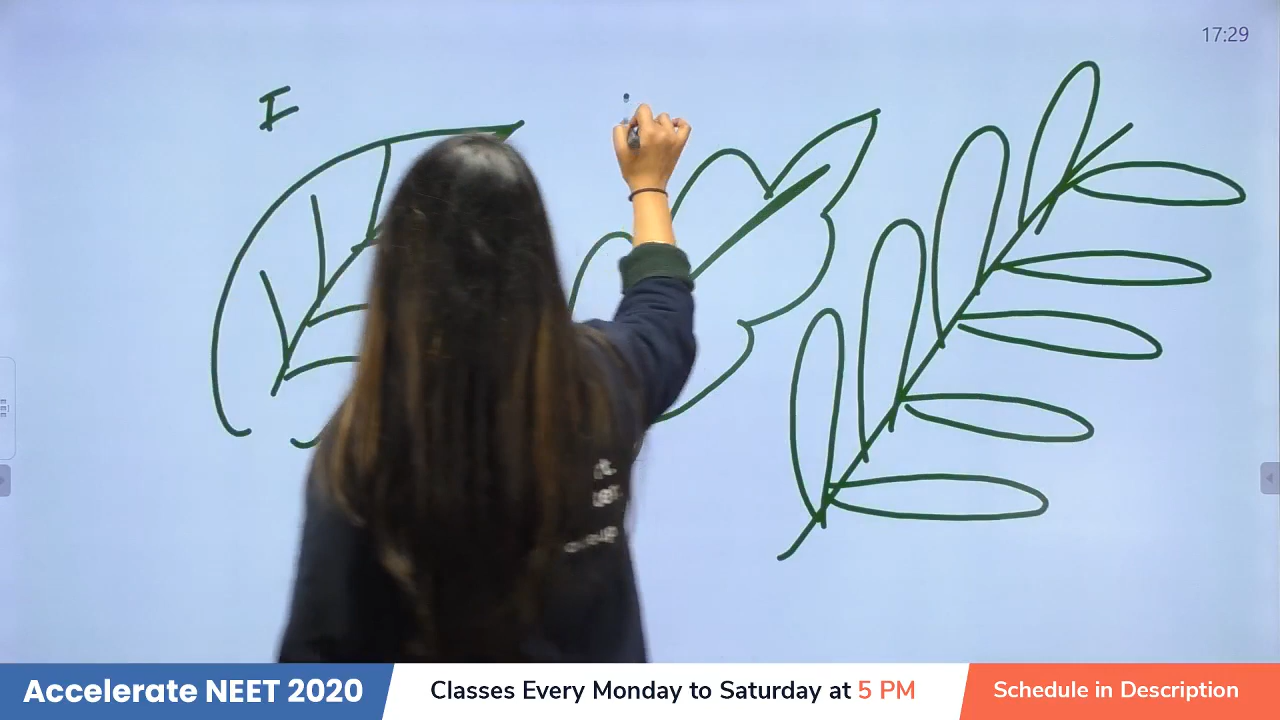 17:29
I
Accelerate NEET 2020
Classes Every Monday to Saturday at 5 PM
Schedule in Description